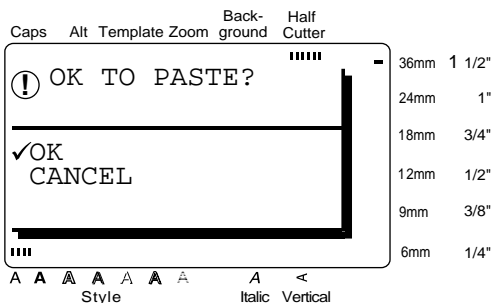 Caps Alt Template Zoom Back-ground Half Cutter
! OK TO PASTE?
✓OK
CANCEL
36mm 1 1/2"
24mm 1"
18mm 3/4"
12mm 1/2"
9mm 3/8"
6mm 1/4"
A A A A A A A A A
Style Italic Vertical